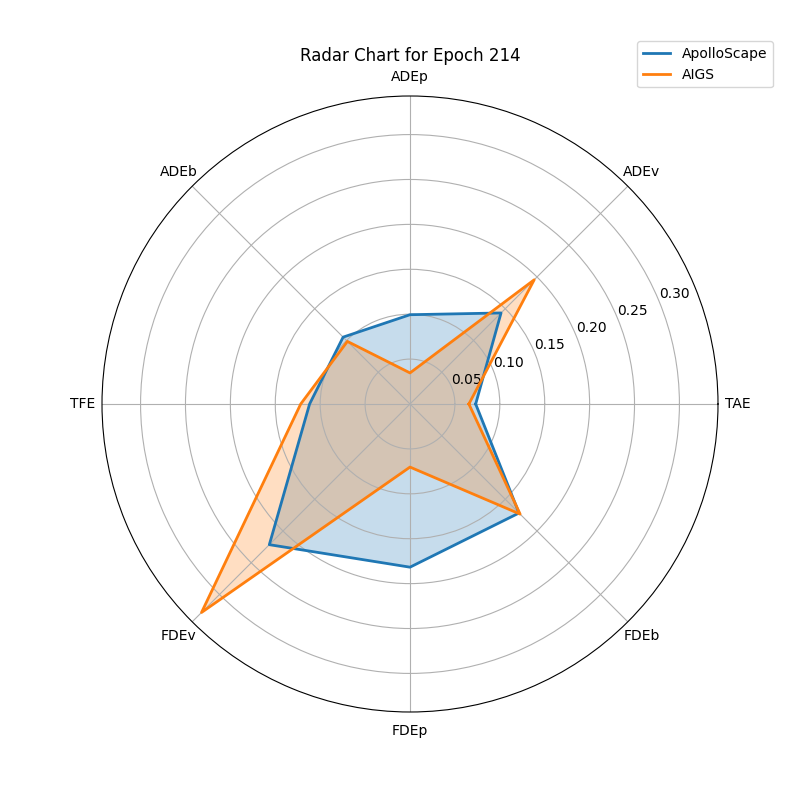 Radar Chart for Epoch 214
ApolloScape
AIGS
ADEp
ADEb
ADEv
0.30
0.25
0.20
0.15
0.10
0.05
TFE
TAE
FDEv
FDEb
FDEp